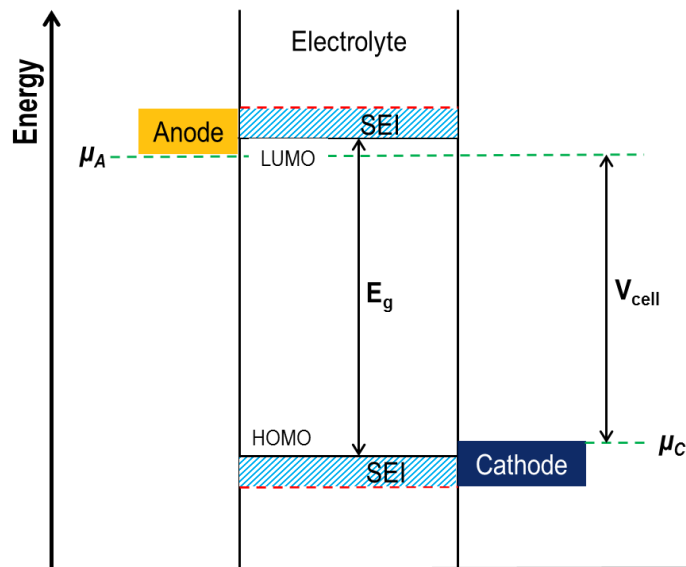 Energy
Electrolyte
Anode
SEI
μA
LUMO
Eg
Vcell
HOMO
μC
SEI
Cathode